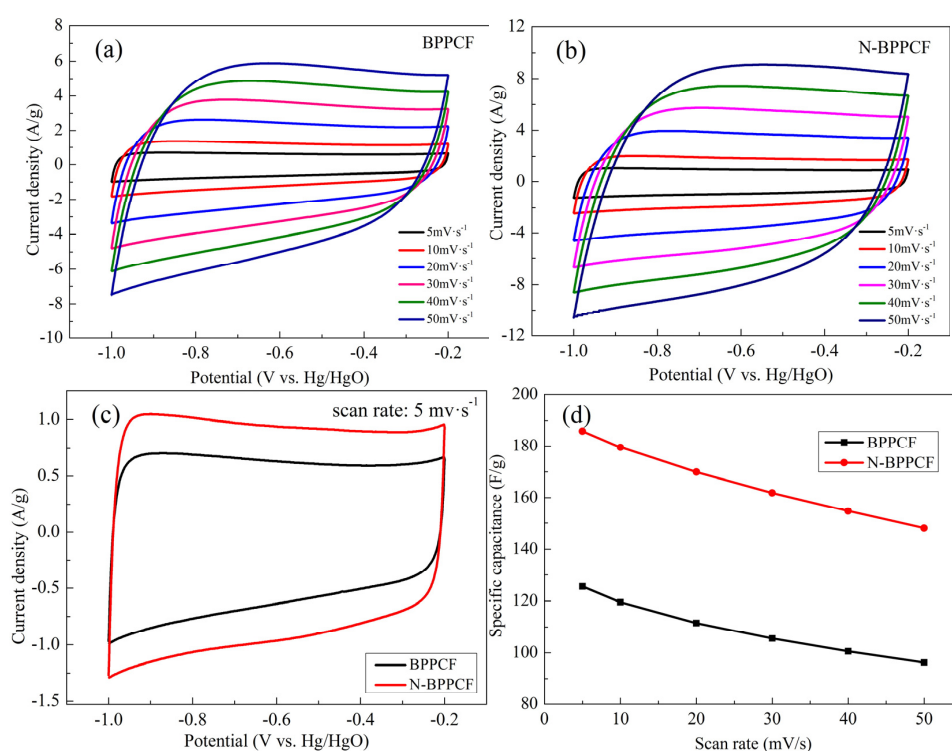 (a)
BPPCF
Current density (A/g)
8
6
4
2
0
-2
-4
-6
-8
-10
5mV·s⁻¹
10mV·s⁻¹
20mV·s⁻¹
30mV·s⁻¹
40mV·s⁻¹
50mV·s⁻¹
-1.0 -0.8 -0.6 -0.4 -0.2
Potential (V vs. Hg/HgO)
(b)
N-BPPCF
Current density (A/g)
12
8
4
0
-4
-8
-12
5mV·s⁻¹
10mV·s⁻¹
20mV·s⁻¹
30mV·s⁻¹
40mV·s⁻¹
50mV·s⁻¹
-1.0 -0.8 -0.6 -0.4 -0.2
Potential (V vs. Hg/HgO)
(c)
scan rate: 5 mv·s⁻¹
Current density (A/g)
1.0
0.5
0.0
-0.5
-1.0
-1.5
BPPCF
N-BPPCF
-1.0 -0.8 -0.6 -0.4 -0.2
Potential (V vs. Hg/HgO)
(d)
BPPCF
N-BPPCF
Specific capacitance (F/g)
200
180
160
140
120
100
80
0 10 20 30 40 50
Scan rate (mV/s)